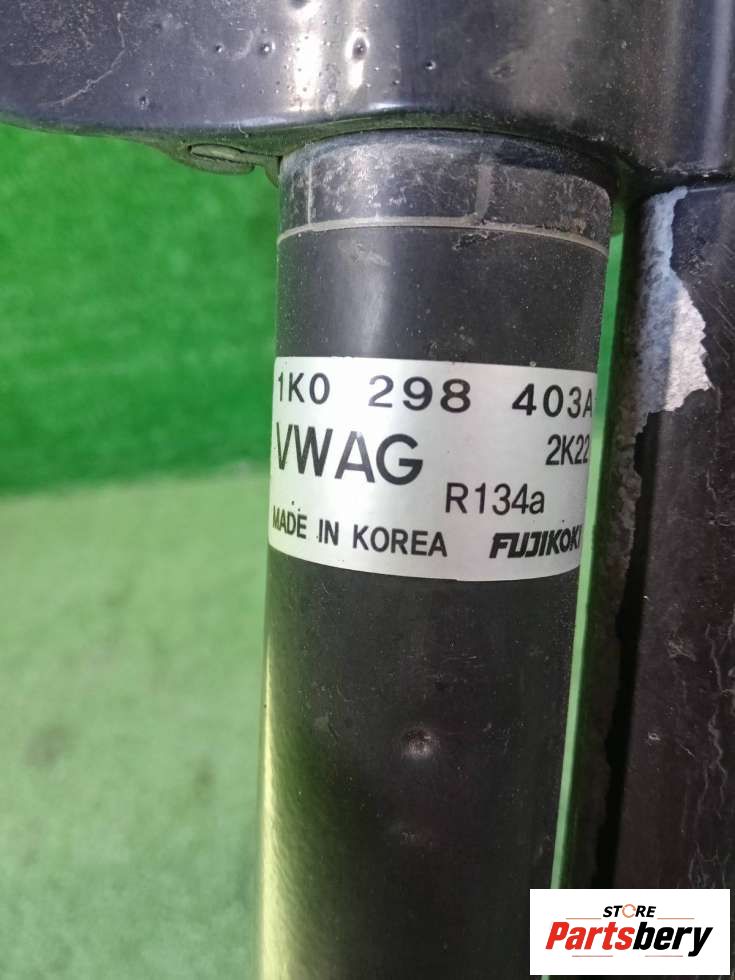 1K0 298 403A
VWAG 2K22
R134a
MADE IN KOREA FUJIKOKI
STORE
Partsbery